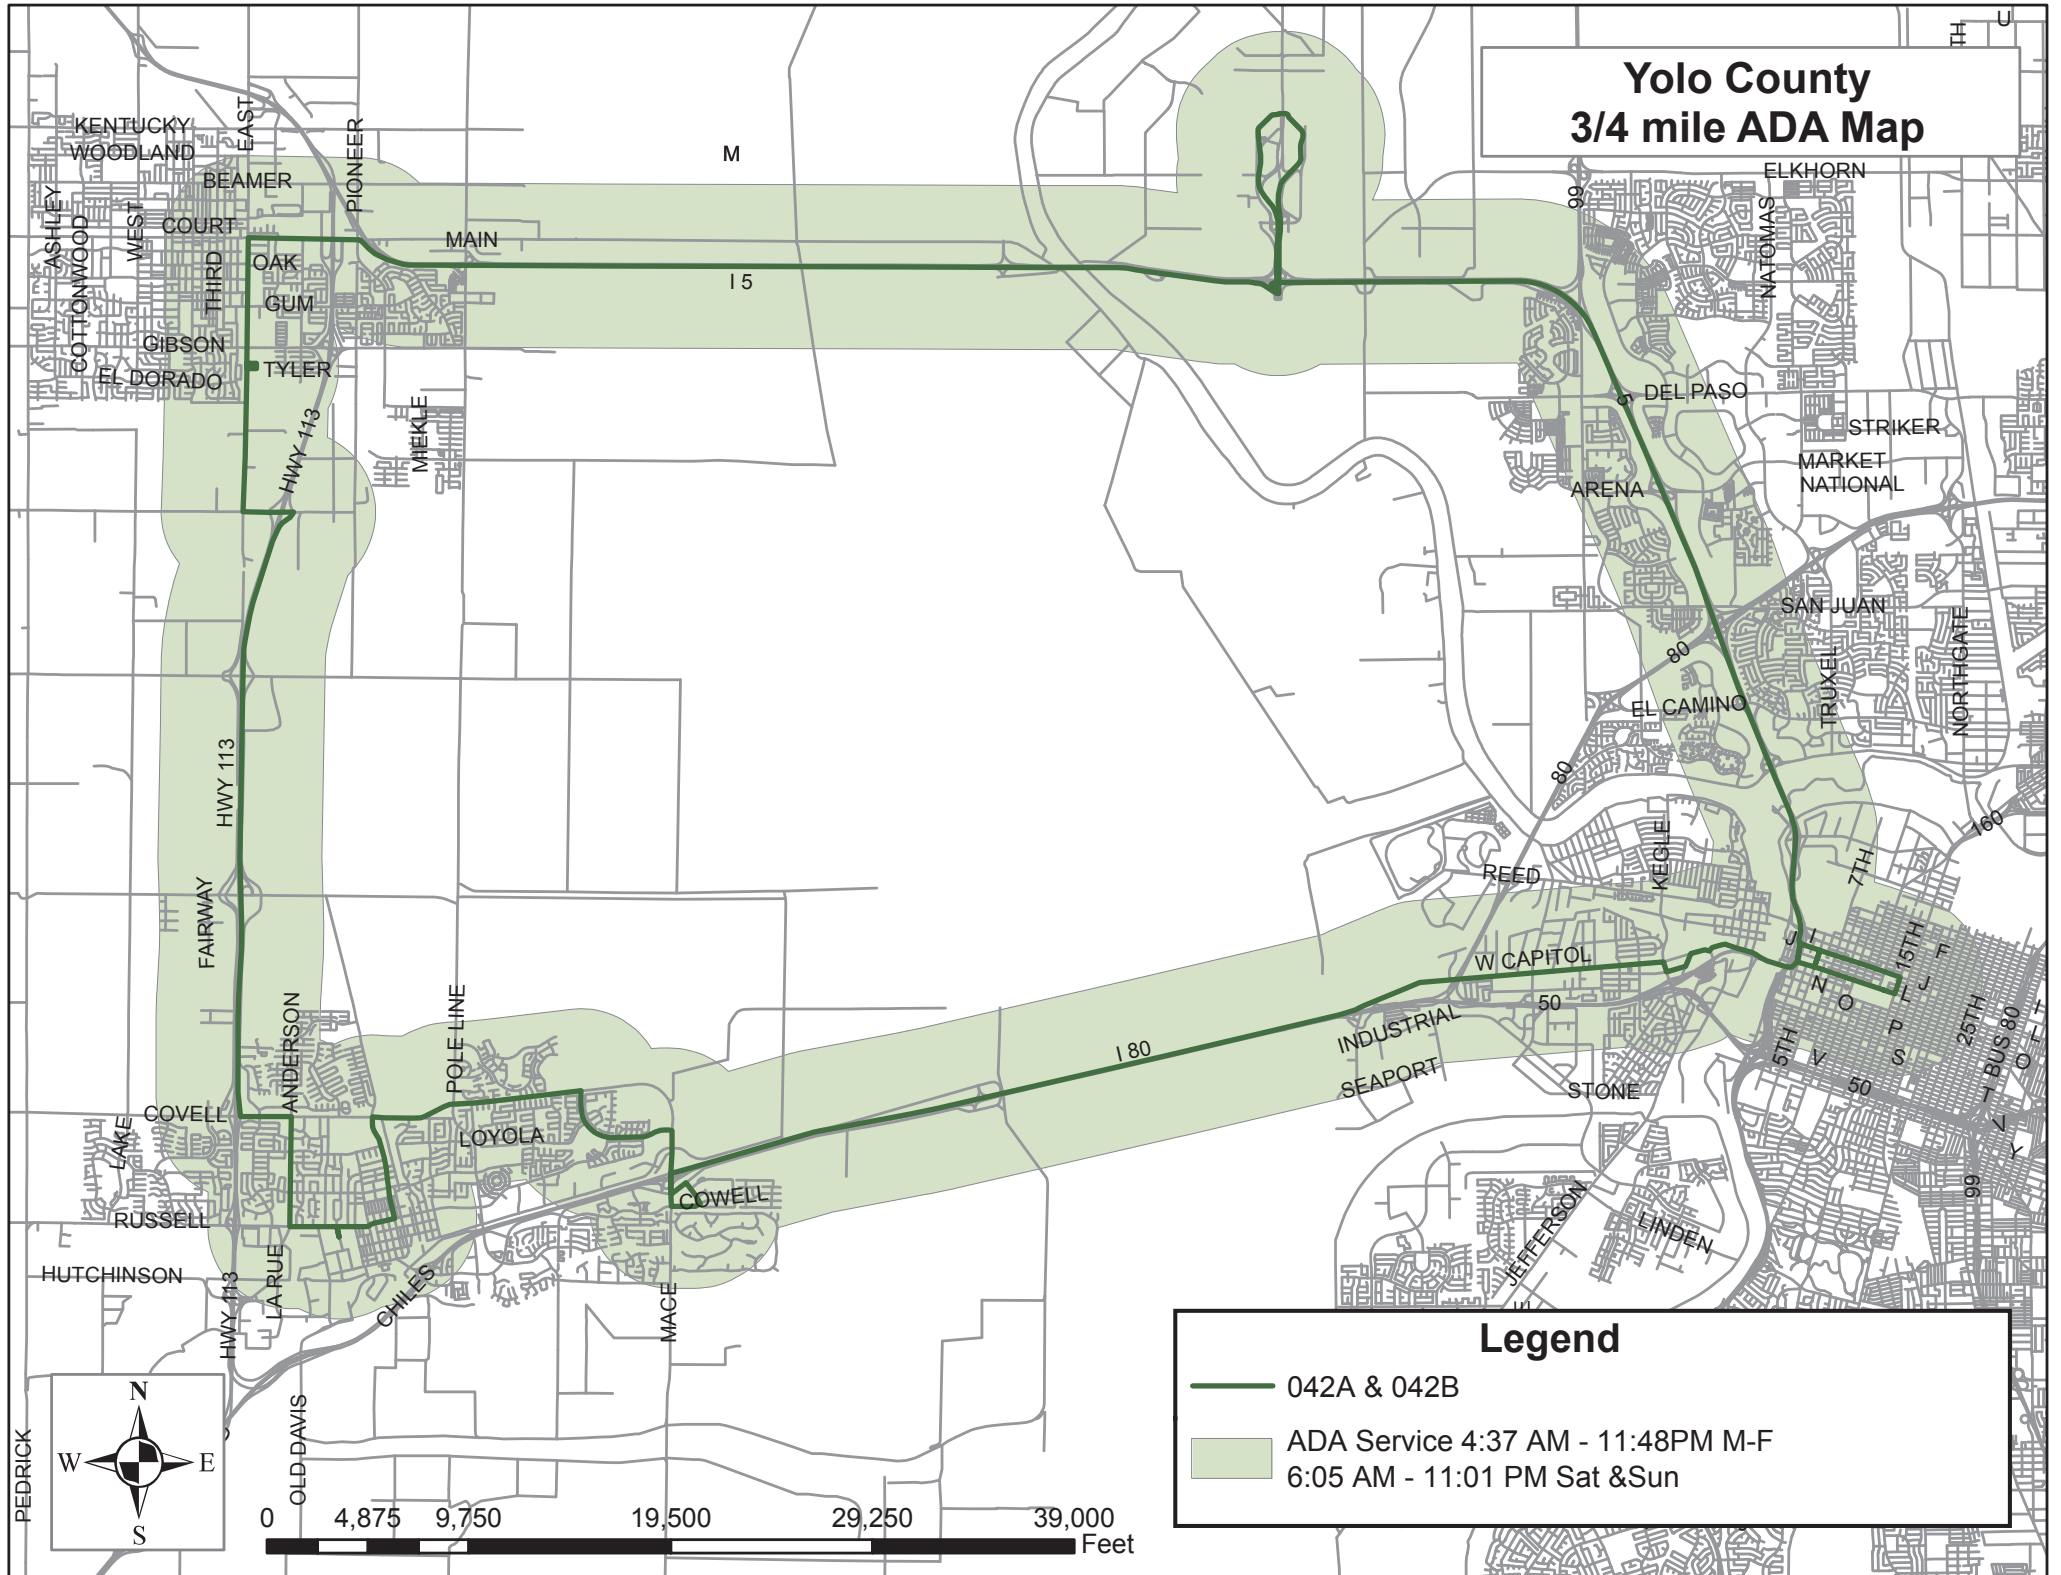 Yolo County
3/4 mile ADA Map
TH
U
KENTUCKY
WOODLAND
EAST
PIONEER
BEAMER
M
ELKHORN
99
ASHLEY
COTTONWOOD
WEST
COURT
THIRD
OAK
MAIN
NATOMAS
GUM
I 5
GIBSON
TYLER
EL DORADO
HWY 113
MIEKLE
5
DEL PASO
STRIKER
MARKET
NATIONAL
ARENA
SAN JUAN
80
TRUXEL
NORTHGATE
EL CAMINO
HWY 113
80
160
KEGLE
REED
7TH
FAIRWAY
15TH
F
J
I
J
L
N
O
W CAPITOL
50
P
S
V
5TH
25TH
BUS 80
50
T
V
Y
O
F
T
99
INDUSTRIAL
SEAPORT
STONE
I 80
ANDERSON
POLE LINE
COVELL
LAKE
LOYOLA
COWELL
RUSSELL
HUTCHINSON
LA RUE
HWY 113
CHILES
MACE
JEFFERSON
LINDEN
OLD DAVIS
PEDRICK
N
W
E
S
0 4,875 9,750 19,500 29,250 39,000
Feet
Legend
042A & 042B
ADA Service 4:37 AM - 11:48PM M-F
6:05 AM - 11:01 PM Sat &Sun